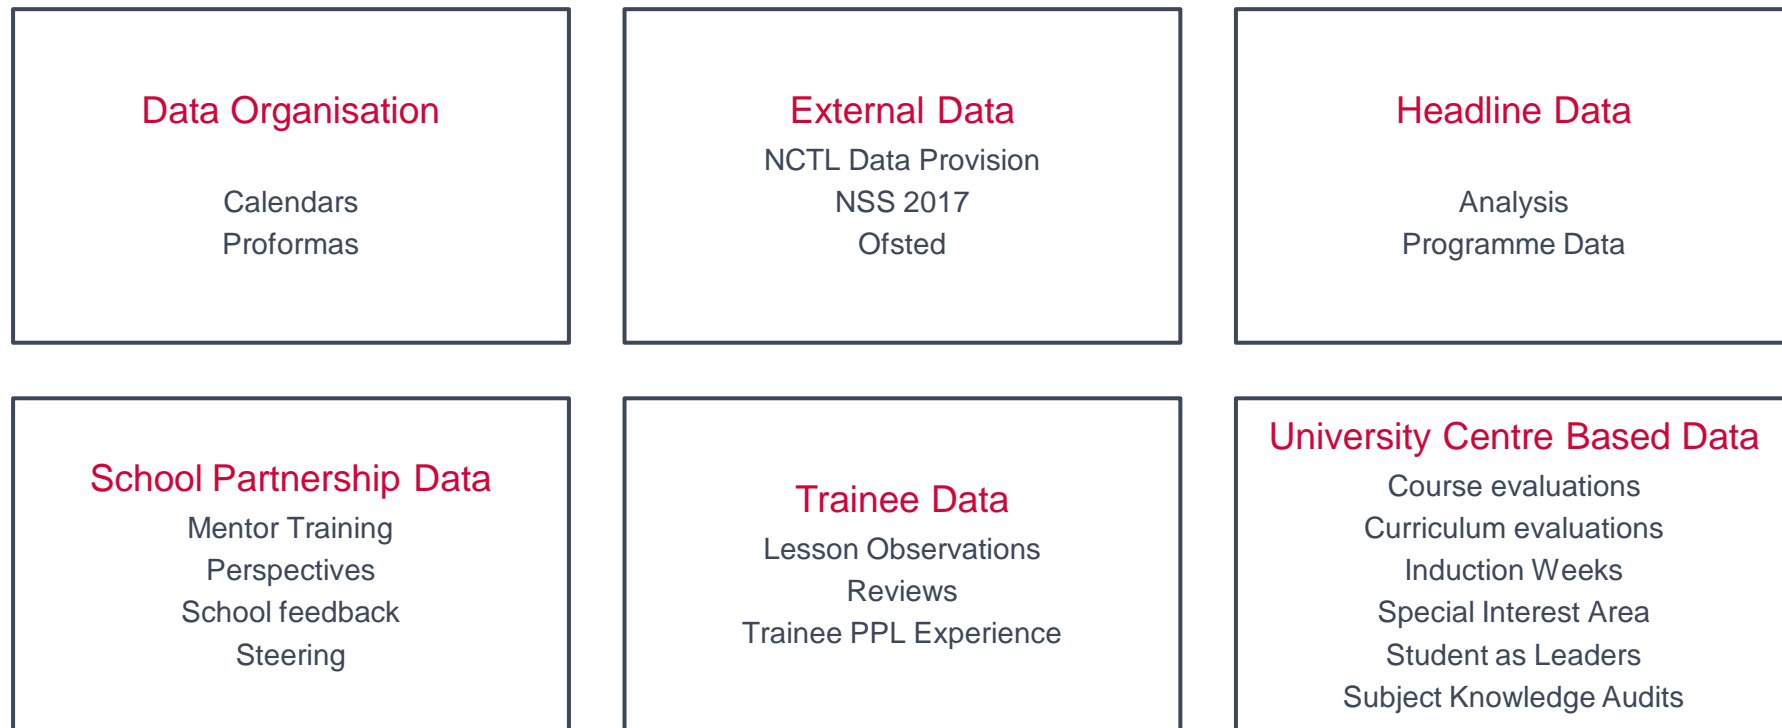 Data Organisation
Calendars
Proformas
External Data
NCTL Data Provision
NSS 2017
Ofsted
Headline Data
Analysis
Programme Data
School Partnership Data
Mentor Training
Perspectives
School feedback
Steering
Trainee Data
Lesson Observations
Reviews
Trainee PPL Experience
University Centre Based Data
Course evaluations
Curriculum evaluations
Induction Weeks
Special Interest Area
Student as Leaders
Subject Knowledge Audits